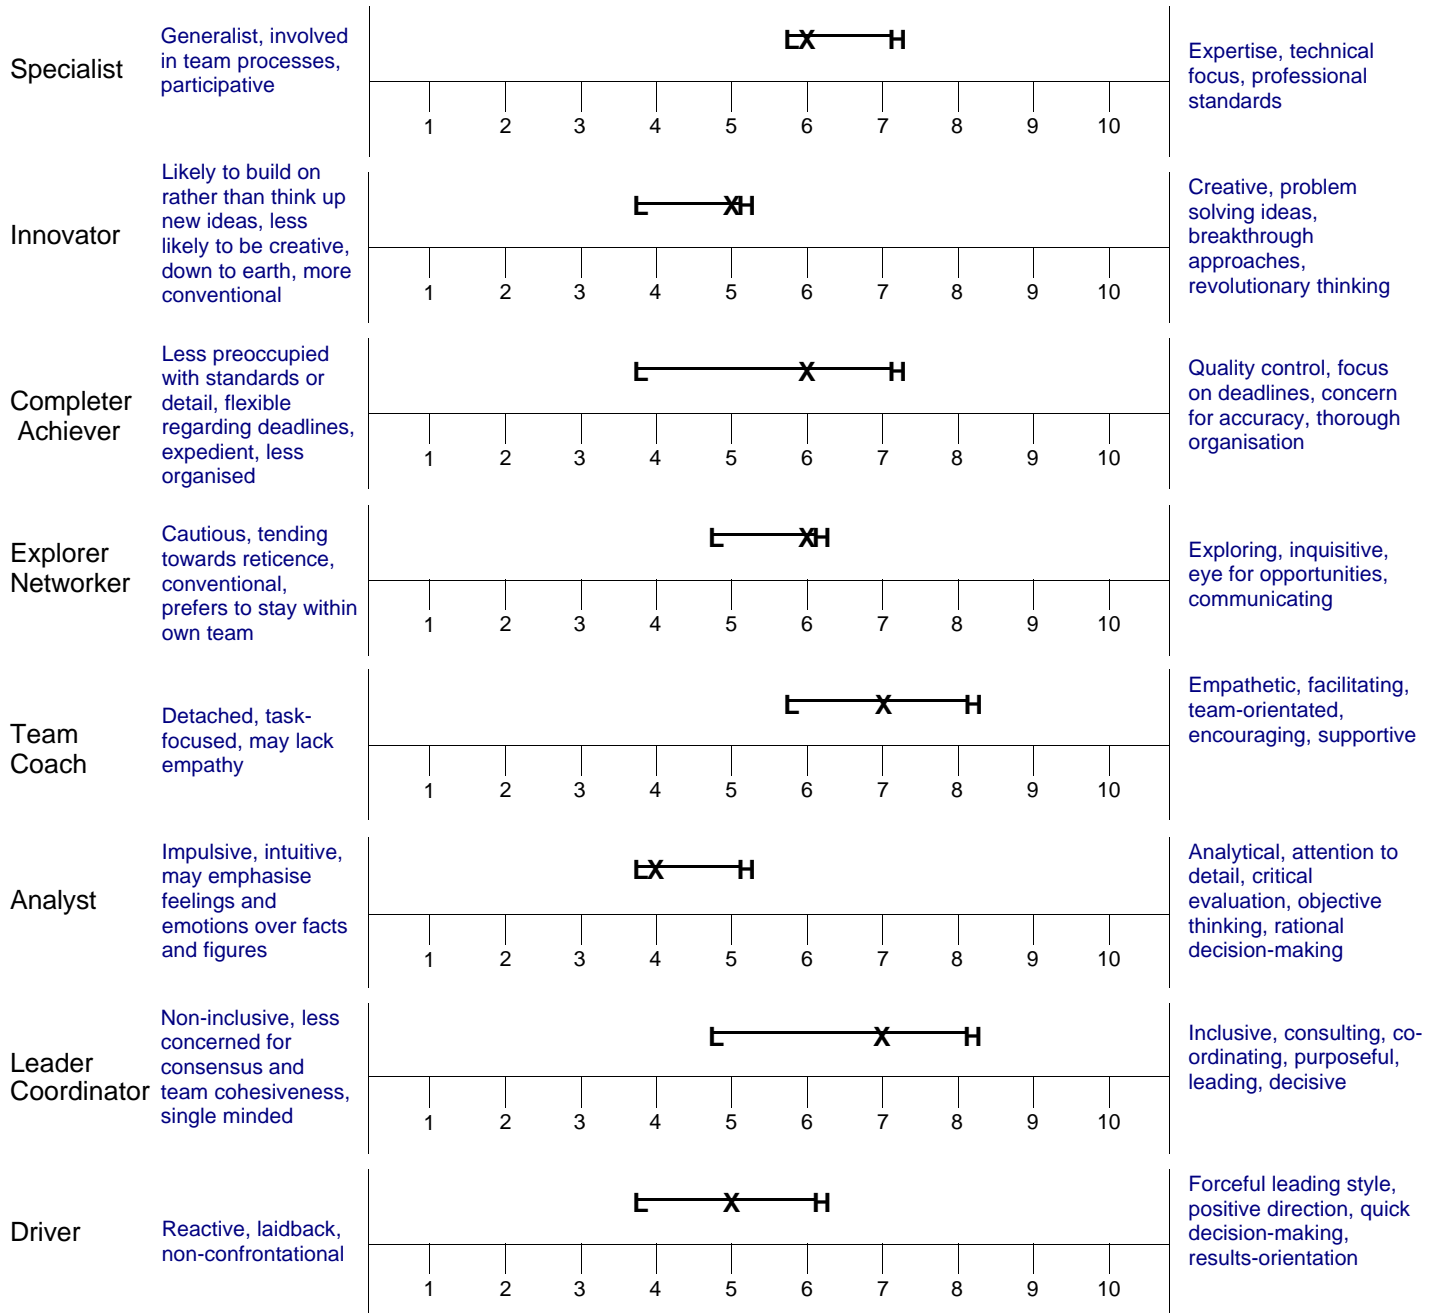 Specialist
Generalist, involved
in team processes,
participative
L X H
Expertise, technical
focus, professional
standards
1 2 3 4 5 6 7 8 9 10
Innovator
Likely to build on
rather than think up
new ideas, less
likely to be creative,
down to earth, more
conventional
L X H
Creative, problem
solving ideas,
breakthrough
approaches,
revolutionary thinking
1 2 3 4 5 6 7 8 9 10
Completer
Achiever
Less preoccupied
with standards or
detail, flexible
regarding deadlines,
expedient, less
organised
L X H
Quality control, focus
on deadlines, concern
for accuracy, thorough
organisation
1 2 3 4 5 6 7 8 9 10
Explorer
Networker
Cautious, tending
towards reticence,
conventional,
prefers to stay within
own team
L X H
Exploring, inquisitive,
eye for opportunities,
communicating
1 2 3 4 5 6 7 8 9 10
Team
Coach
Detached, task-
focused, may lack
empathy
L X H
Empathetic, facilitating,
team-orientated,
encouraging, supportive
1 2 3 4 5 6 7 8 9 10
Analyst
Impulsive, intuitive,
may emphasise
feelings and
emotions over facts
and figures
L X H
Analytical, attention to
detail, critical
evaluation, objective
thinking, rational
decision-making
1 2 3 4 5 6 7 8 9 10
Leader
Coordinator
Non-inclusive, less
concerned for
consensus and
team cohesiveness,
single minded
L X H
Inclusive, consulting, co-
ordinating, purposeful,
leading, decisive
1 2 3 4 5 6 7 8 9 10
Driver
Reactive, laidback,
non-confrontational
L X H
Forceful leading style,
positive direction, quick
decision-making,
results-orientation
1 2 3 4 5 6 7 8 9 10